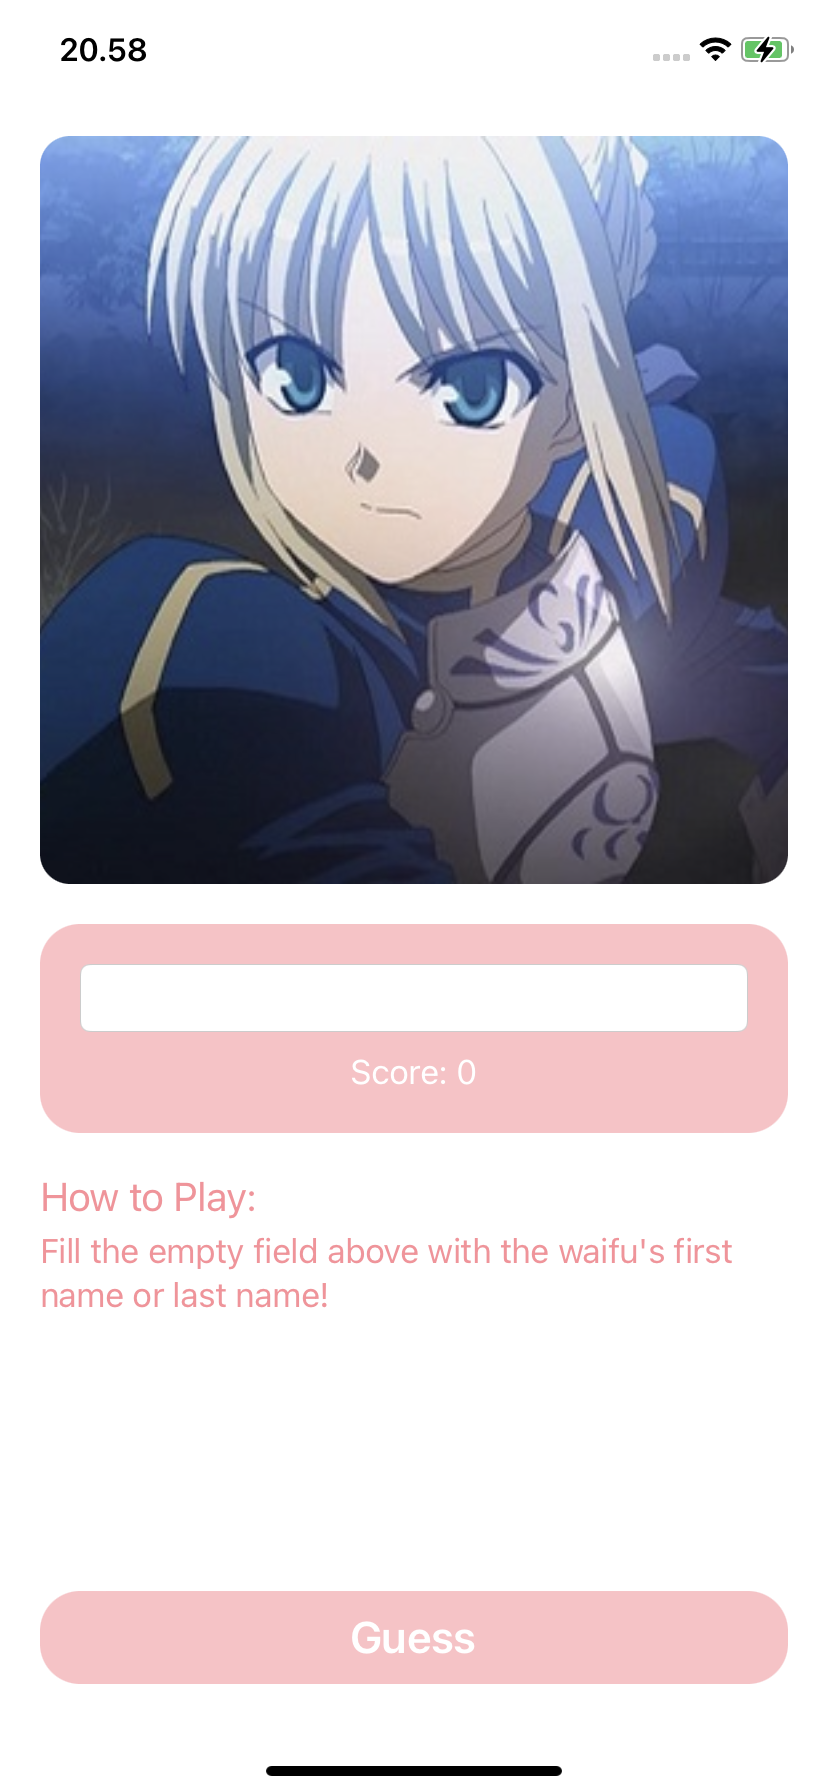 20.58
Score: 0
How to Play:
Fill the empty field above with the waifu's first
name or last name!
Guess